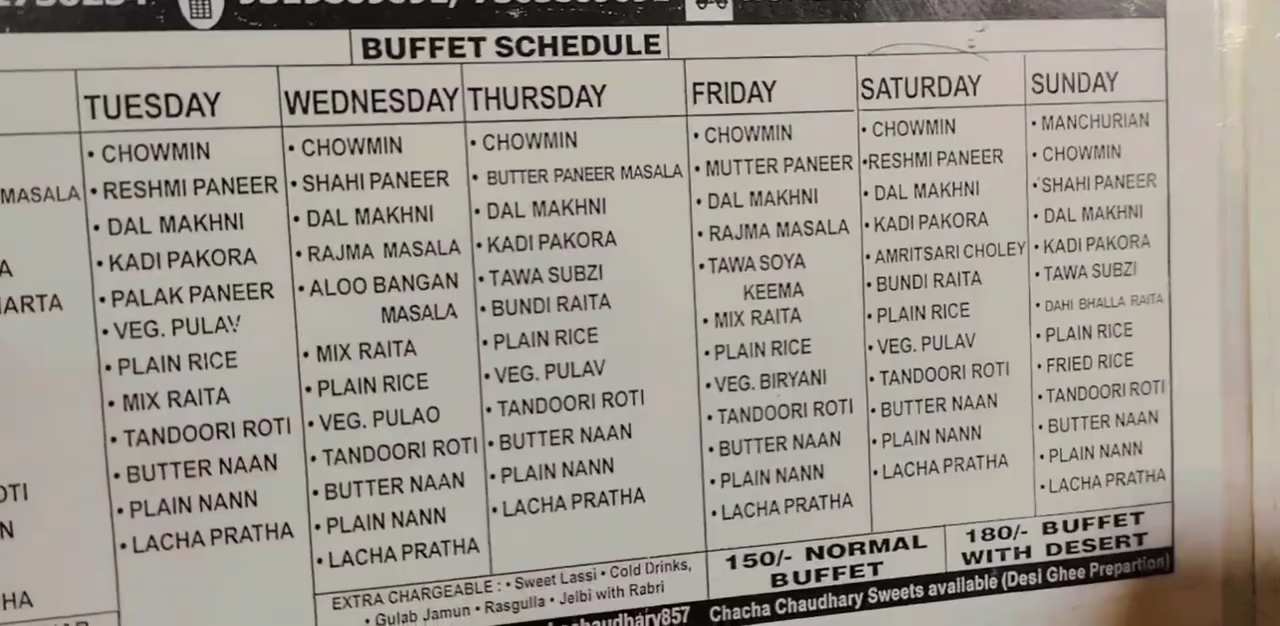 BUFFET SCHEDULE
MASALA
ARTA
TUESDAY
• CHOWMIN
• RESHMI PANEER
• DAL MAKHNI
• KADI PAKORA
• PALAK PANEER
• VEG. PULAV
• PLAIN RICE
• MIX RAITA
• TANDOORI ROTI
• BUTTER NAAN
• PLAIN NANN
• LACHA PRATHA
WEDNESDAY
• CHOWMIN
• SHAHI PANEER
• DAL MAKHNI
• RAJMA MASALA
• ALOO BANGAN
MASALA
• MIX RAITA
• PLAIN RICE
• VEG. PULAO
• TANDOORI ROTI
• BUTTER NAAN
• PLAIN NANN
• LACHA PRATHA
THURSDAY
• CHOWMIN
• BUTTER PANEER MASALA
• DAL MAKHNI
• KADI PAKORA
• TAWA SUBZI
• BUNDI RAITA
• PLAIN RICE
• VEG. PULAV
• TANDOORI ROTI
• BUTTER NAAN
• PLAIN NANN
• LACHA PRATHA
FRIDAY
• CHOWMIN
• MUTTER PANEER
• DAL MAKHNI
• RAJMA MASALA
• TAWA SOYA
KEEMA
• MIX RAITA
• PLAIN RICE
• VEG. BIRYANI
• TANDOORI ROTI
• BUTTER NAAN
• PLAIN NANN
• LACHA PRATHA
SATURDAY
• CHOWMIN
• RESHMI PANEER
• DAL MAKHNI
• KADI PAKORA
• AMRITSARI CHOLEY
• BUNDI RAITA
• PLAIN RICE
• VEG. PULAV
• TANDOORI ROTI
• BUTTER NAAN
• PLAIN NANN
• LACHA PRATHA
SUNDAY
• MANCHURIAN
• CHOWMIN
• SHAHI PANEER
• DAL MAKHNI
• KADI PAKORA
• TAWA SUBZI
• DAHI BHALLA RAITA
• PLAIN RICE
• FRIED RICE
• TANDOORI ROTI
• BUTTER NAAN
• PLAIN NANN
• LACHA PRATHA
EXTRA CHARGEABLE : • Sweet Lassi • Cold Drinks,
• Gulab Jamun • Rasgulla • Jelbi with Rabri
150/- NORMAL
BUFFET
180/- BUFFET
WITH DESERT
chaudhary857 Chacha Chaudhary Sweets available (Desi Ghee Prepartion)